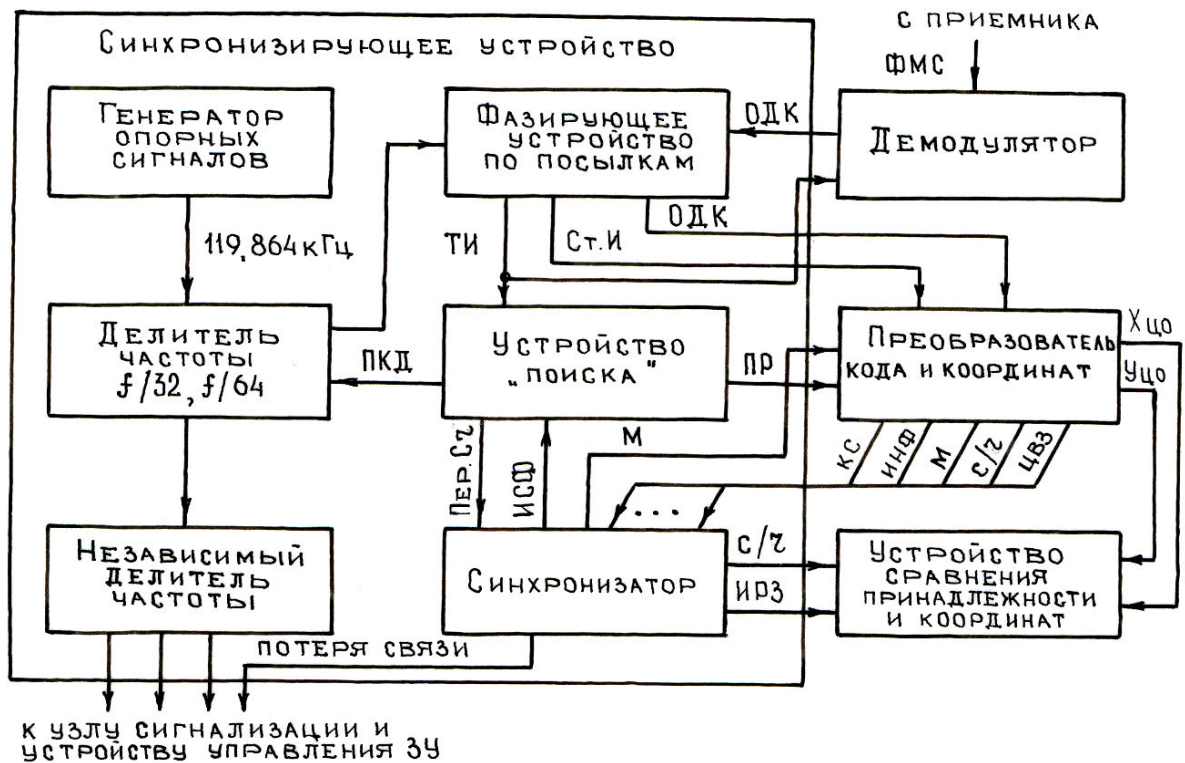 С ПРИЕМНИКА
СИНХРОНИЗИРУЮЩЕЕ УСТРОЙСТВО
ФМС
ГЕНЕРАТОР
ОПОРНЫХ
СИГНАЛОВ
ФАЗИРУЮЩЕЕ
УСТРОЙСТВО
ПО ПОСЫЛКАМ
ОДК
ДЕМОДУЛЯТОР
119,864 кГц
ТИ
Ст.И
ОДК
ДЕЛИТЕЛЬ
ЧАСТОТЫ
f/32, f/64
ПКД
УСТРОЙСТВО
„ПОИСКА"
ПР
ПРЕОБРАЗОВАТЕЛЬ
КОДА И КООРДИНАТ
Xцо
Уцо
ПЕР.СЧ
ИСФ
М
КС
ИНФ
М
С/Ч
ЦВЗ
...
НЕЗАВИСИМЫЙ
ДЕЛИТЕЛЬ
ЧАСТОТЫ
СИНХРОНИЗАТОР
С/Ч
ИРЗ
УСТРОЙСТВО
СРАВНЕНИЯ
ПРИНАДЛЕЖНОСТИ
И КООРДИНАТ
ПОТЕРЯ СВЯЗИ
К УЗЛУ СИГНАЛИЗАЦИИ И
УСТРОЙСТВУ УПРАВЛЕНИЯ ЗУ